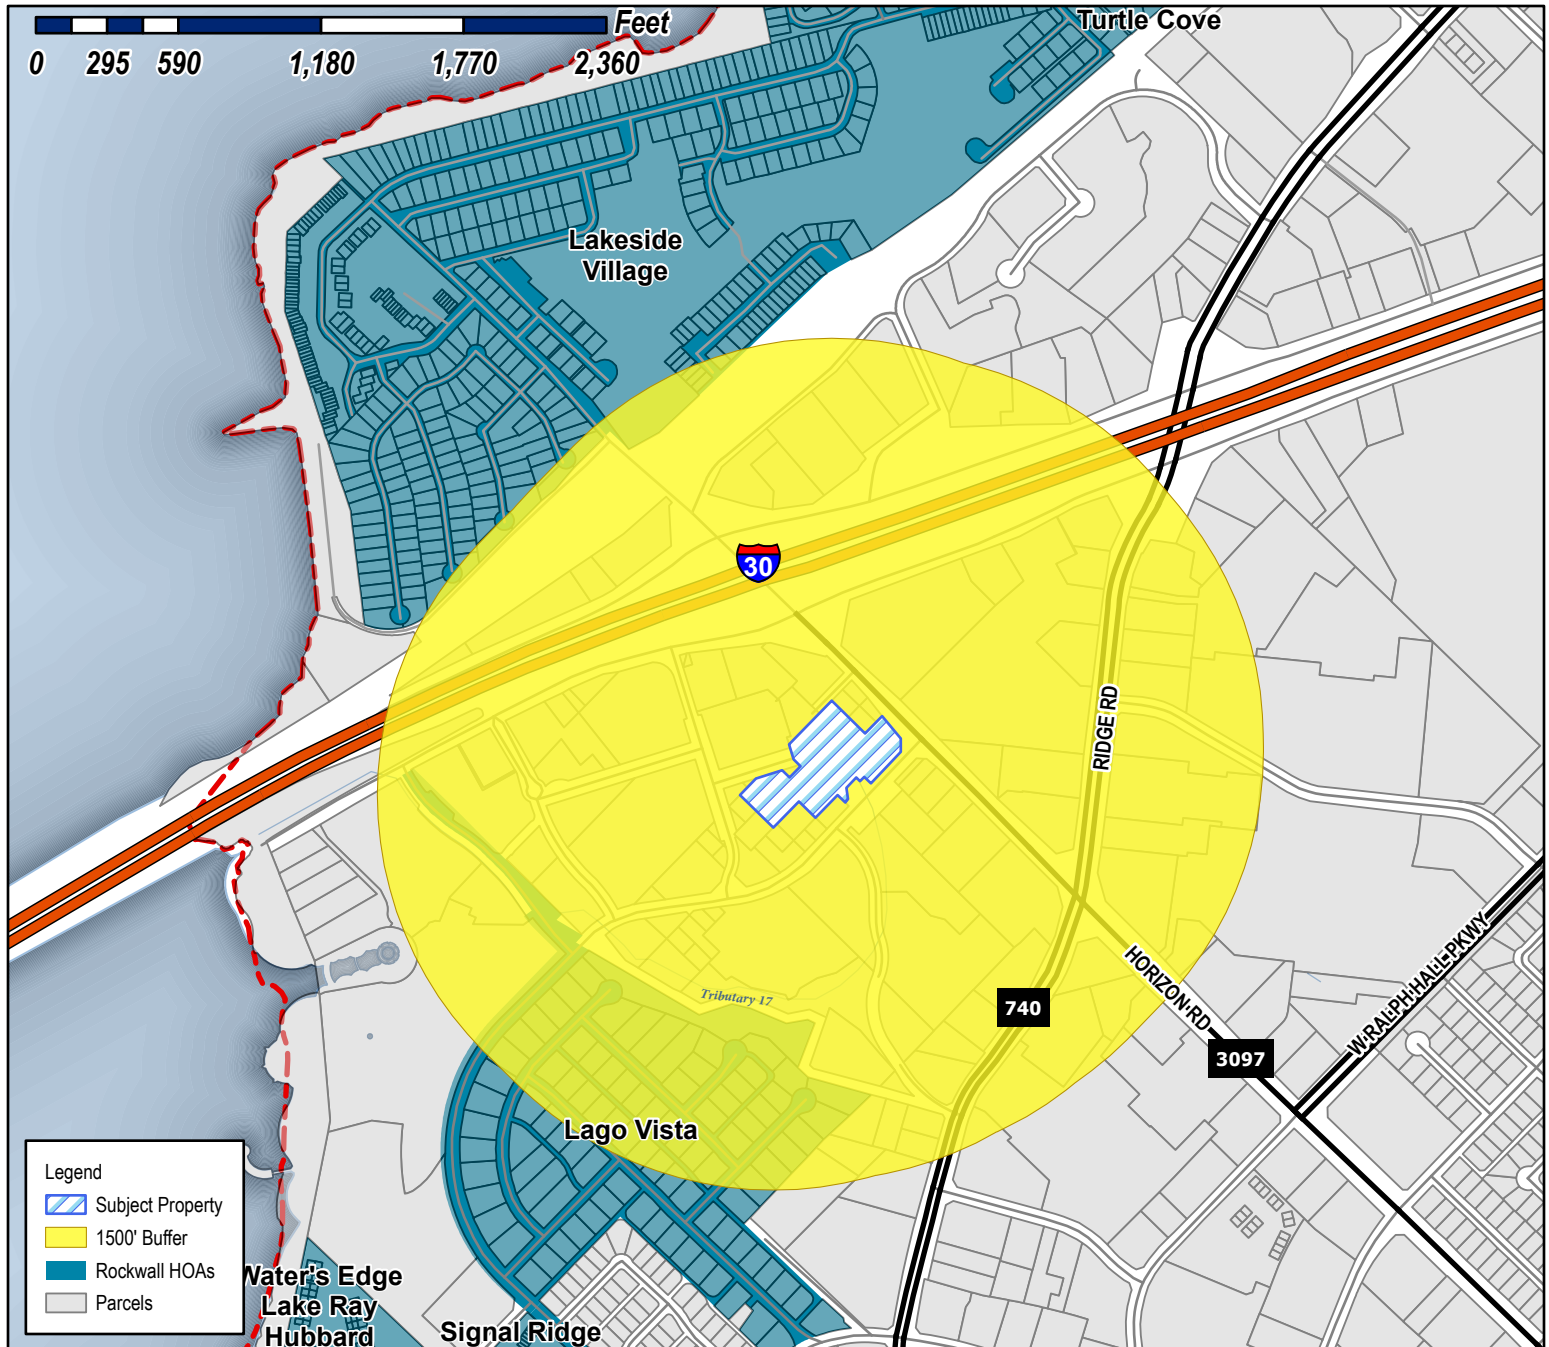 Feet
0 295 590 1,180 1,770 2,360
Turtle Cove
Lakeside
Village
30
RIDGE RD
HORIZON RD
W RALPH HALL PKWY
Tributary 17
740
3097
Lago Vista
Legend
Subject Property
1500' Buffer
Rockwall HOAs
Parcels
Water's Edge
Lake Ray
Hubbard
Signal Ridge